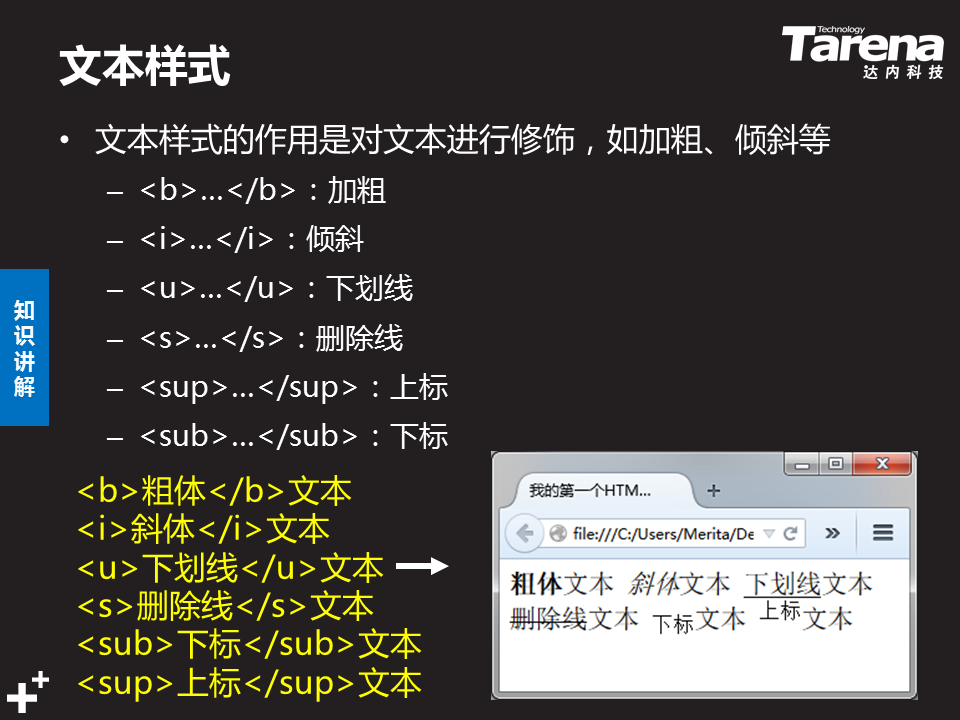 文本样式
Technology
Tarena
达内科技
• 文本样式的作用是对文本进行修饰，如加粗、倾斜等
– <b>…</b>：加粗
– <i>…</i>：倾斜
– <u>…</u>：下划线
– <s>…</s>：删除线
– <sup>…</sup>：上标
– <sub>…</sub>：下标
知识讲解
<b>粗体</b>文本
<i>斜体</i>文本
<u>下划线</u>文本
<s>删除线</s>文本
<sub>下标</sub>文本
<sup>上标</sup>文本
我的第一个HTM...
file:///C:/Users/Merita/De
粗体文本 斜体文本 下划线文本
删除线文本 下标文本 上标文本